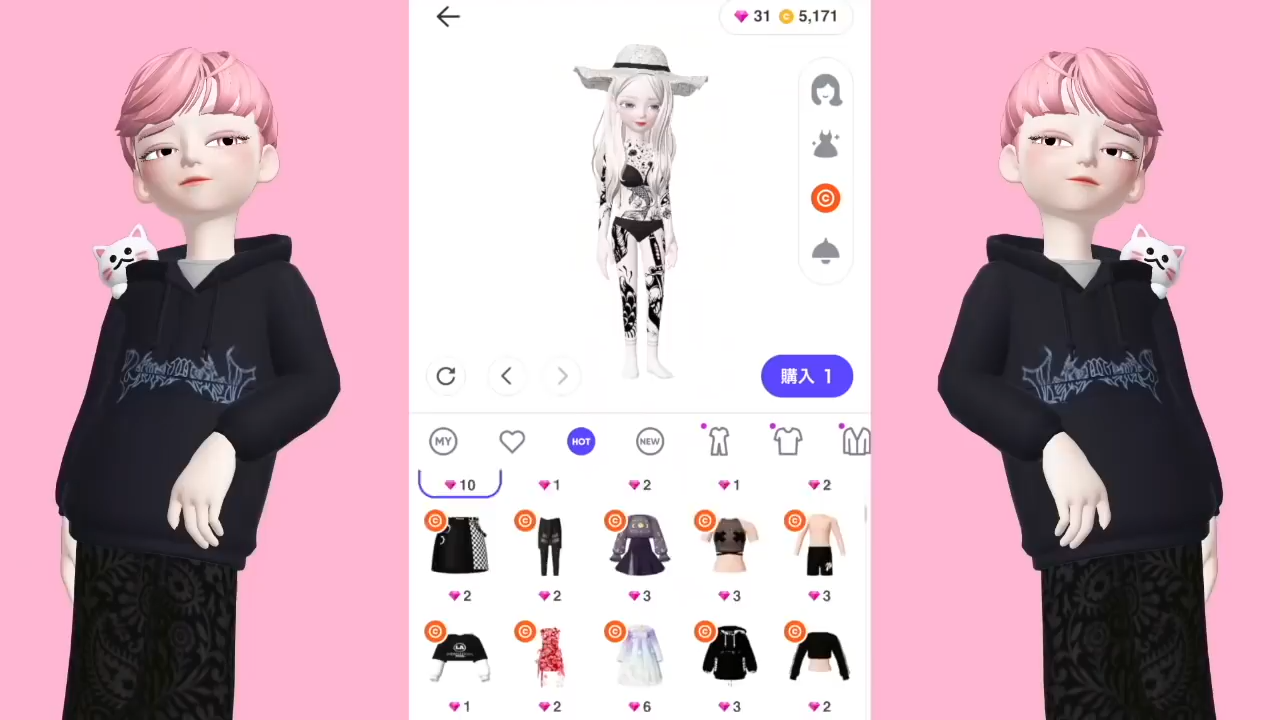 31 5,171
購入 1
MY HOT NEW
10 1 2 1 2
2 2 3 3 3
LA
1 2 6 3 2